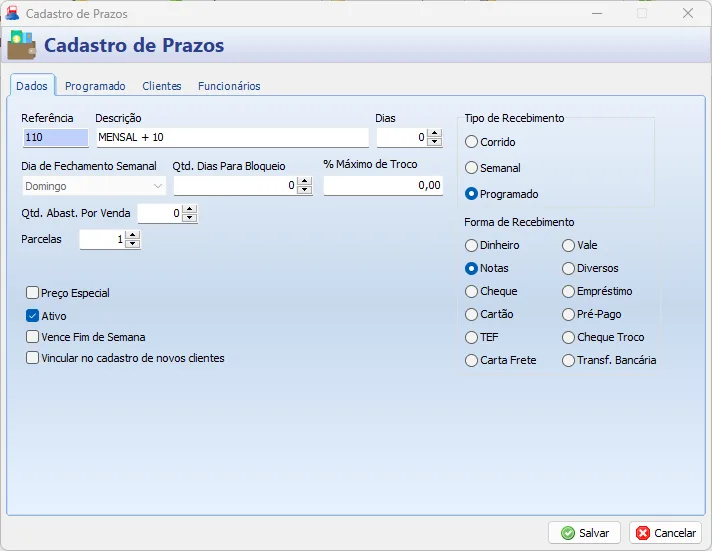 Cadastro de Prazos
Cadastro de Prazos
Dados Programado Clientes Funcionários
Referência Descrição Dias
110 MENSAL + 10 0
Dia de Fechamento Semanal Qtd. Dias Para Bloqueio % Máximo de Troco
Domingo 0 0,00
Qtd. Abast. Por Venda 0
Parcelas 1
Preço Especial
Ativo
Vence Fim de Semana
Vincular no cadastro de novos clientes
Tipo de Recebimento
Corrido
Semanal
Programado
Forma de Recebimento
Dinheiro Vale
Notas Diversos
Cheque Empréstimo
Cartão Pré-Pago
TEF Cheque Troco
Carta Frete Transf. Bancária
Salvar Cancelar